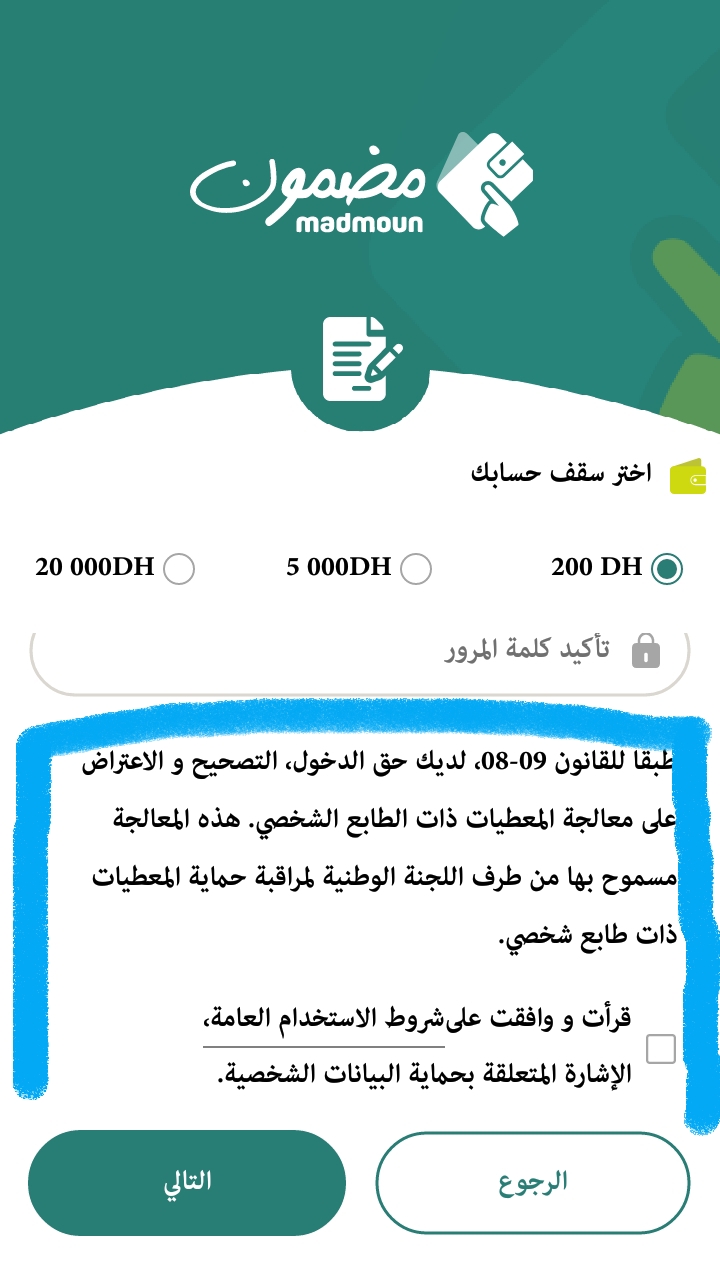 مضمون
madmoun
اختر سقف حسابك
200 DH
5 000DH
20 000DH
تأكيد كلمة المرور
طبقا للقانون 09-08، لديك حق الدخول، التصحيح و الاعتراض
على معالجة المعطيات ذات الطابع الشخصي. هذه المعالجة
مسموح بها من طرف اللجنة الوطنية لمراقبة حماية المعطيات
ذات طابع شخصي.
قرأت و وافقت علىشروط الاستخدام العامة،
الإشارة المتعلقة بحماية البيانات الشخصية.
الرجوع
التالي